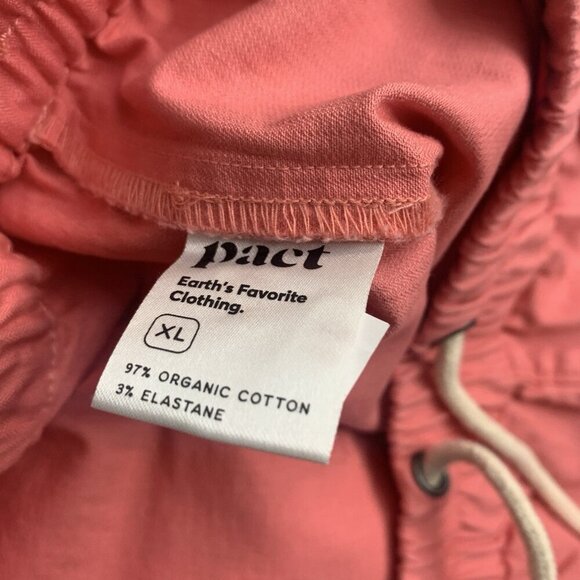 pact
Earth's Favorite
Clothing.
XL
97% ORGANIC COTTON
3% ELASTANE